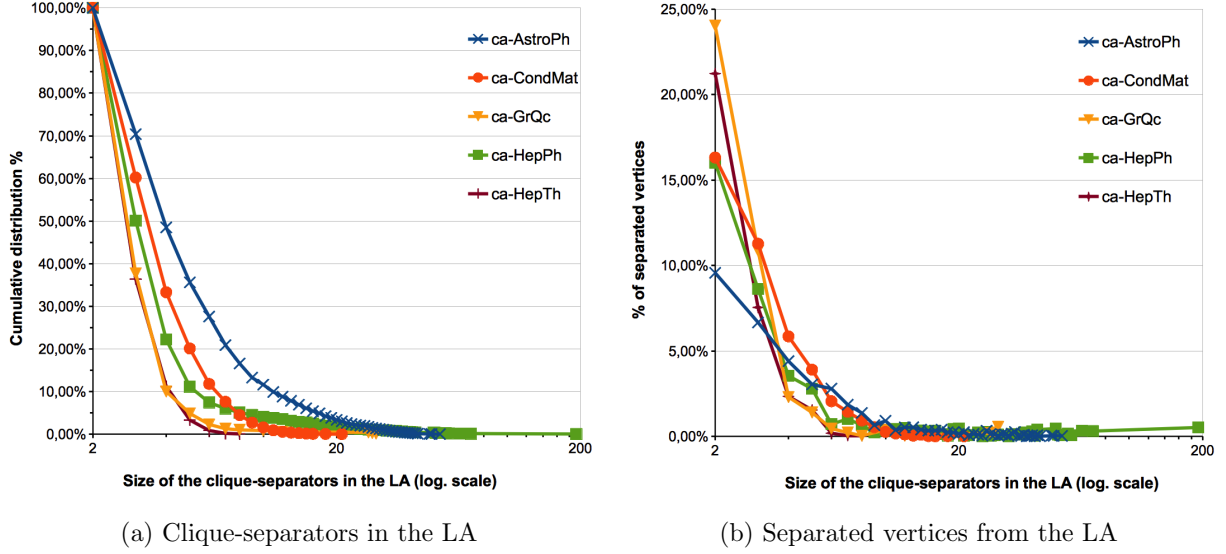 100,00%
90,00%
80,00%
70,00%
60,00%
50,00%
40,00%
30,00%
20,00%
10,00%
0,00%
Cumulative distribution %
2
20
200
Size of the clique-separators in the LA (log. scale)
ca-AstroPh
ca-CondMat
ca-GrQc
ca-HepPh
ca-HepTh
(a) Clique-separators in the LA
25,00%
20,00%
15,00%
10,00%
5,00%
0,00%
% of separated vertices
2
20
200
Size of the clique-separators in the LA (log. scale)
ca-AstroPh
ca-CondMat
ca-GrQc
ca-HepPh
ca-HepTh
(b) Separated vertices from the LA